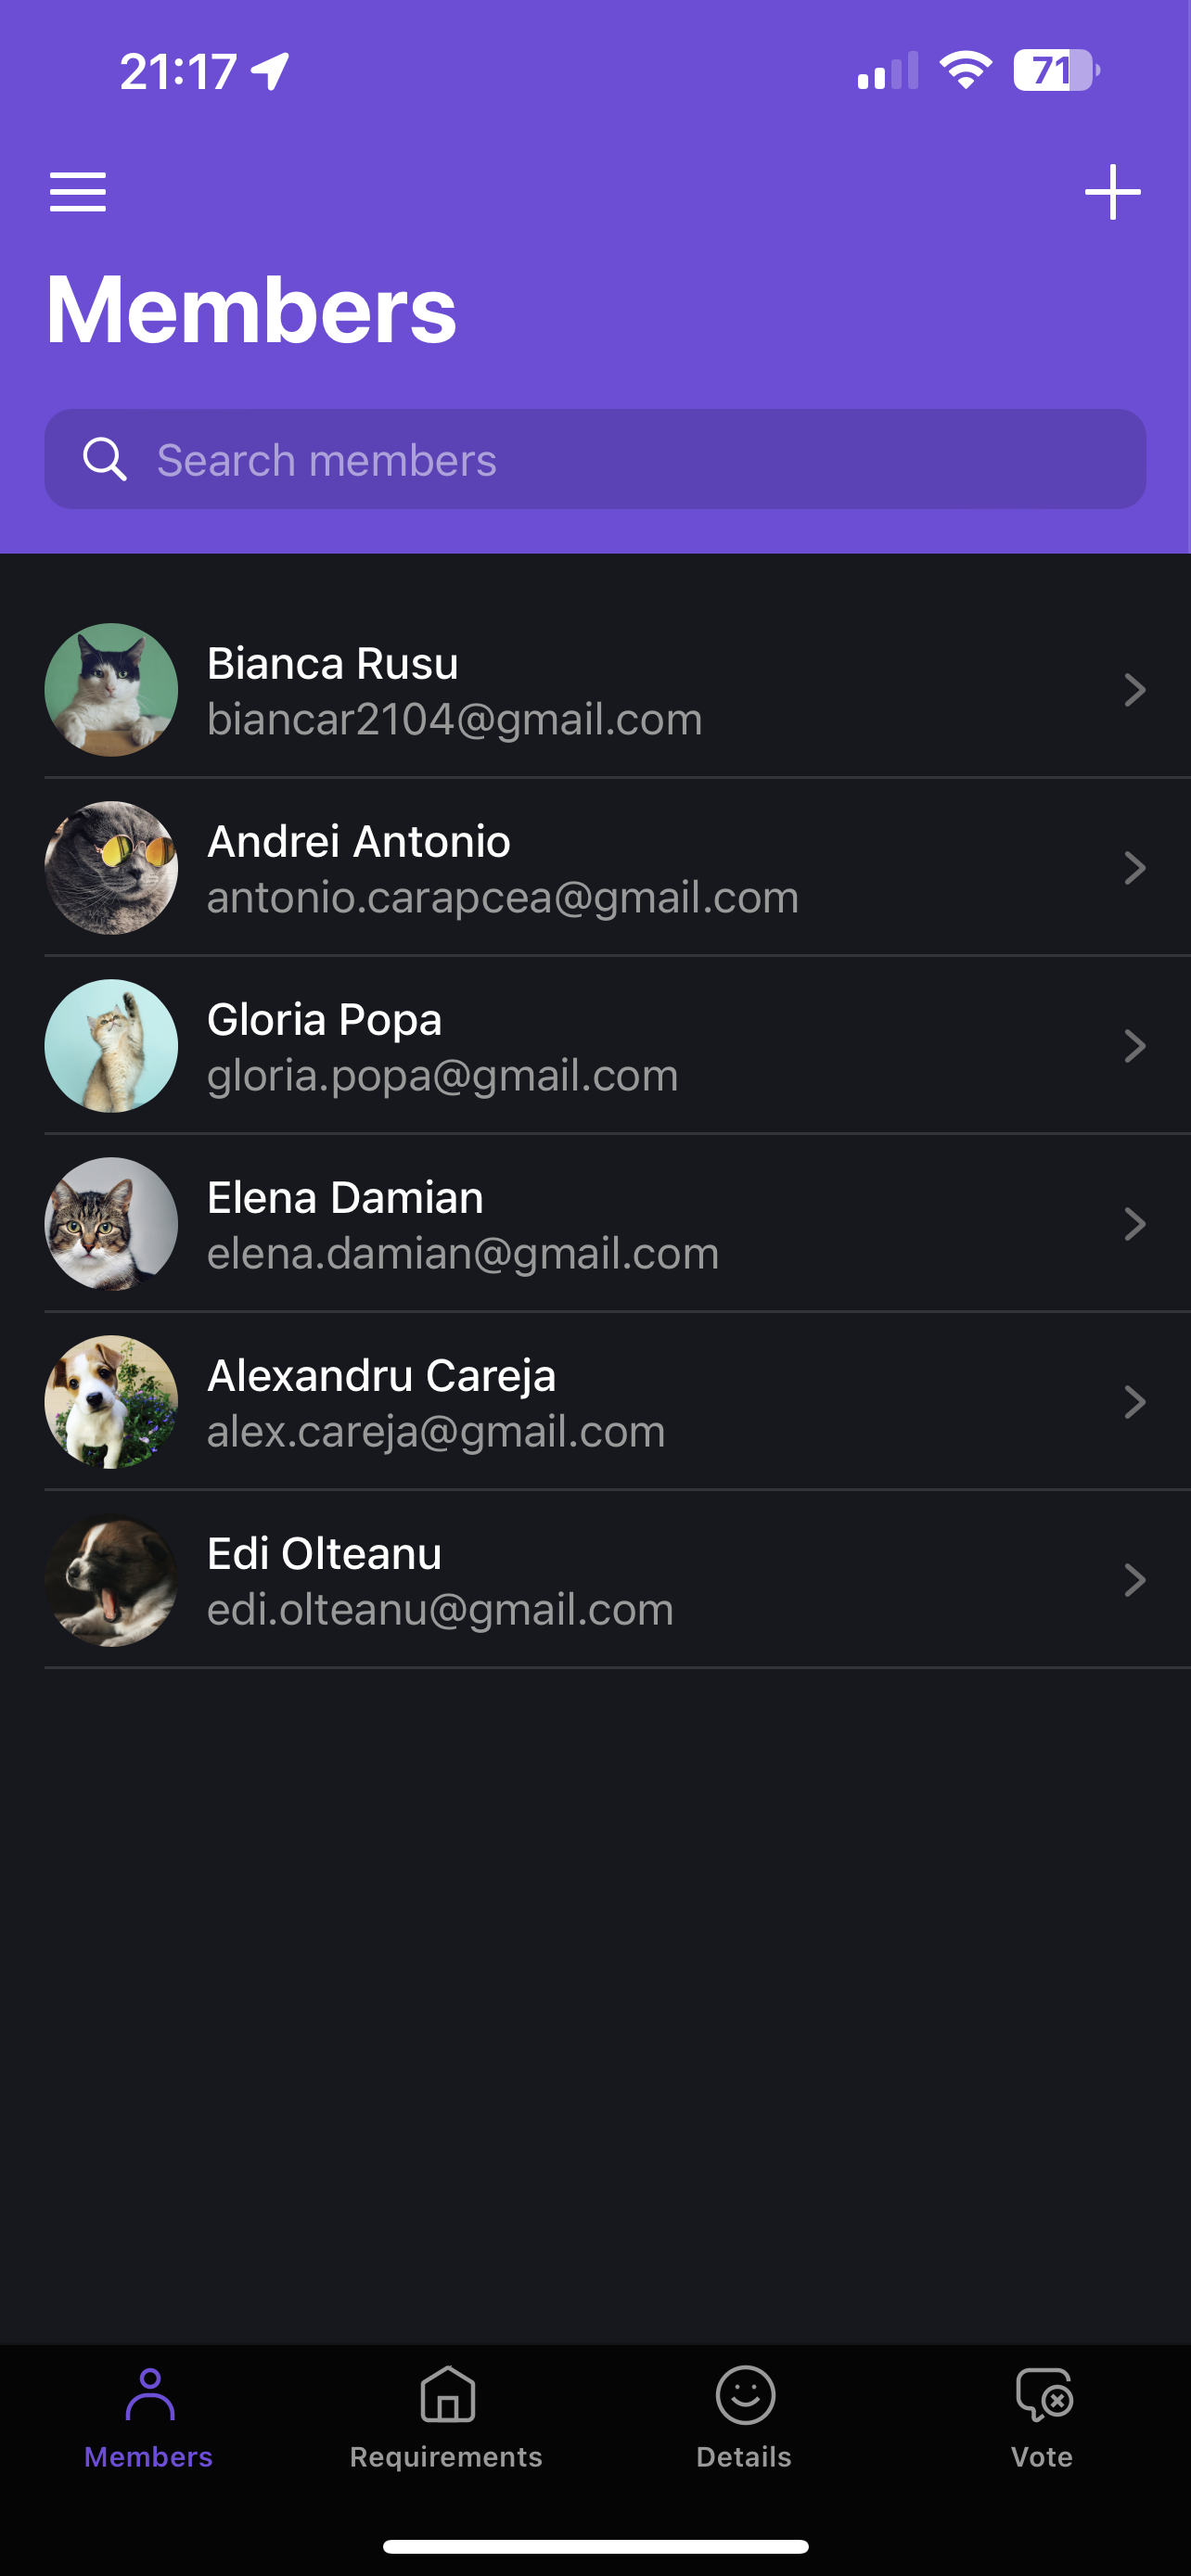 21:17
71
Members
Search members
Bianca Rusu
biancar2104@gmail.com
Andrei Antonio
antonio.carapcea@gmail.com
Gloria Popa
gloria.popa@gmail.com
Elena Damian
elena.damian@gmail.com
Alexandru Careja
alex.careja@gmail.com
Edi Olteanu
edi.olteanu@gmail.com
Members
Requirements
Details
Vote